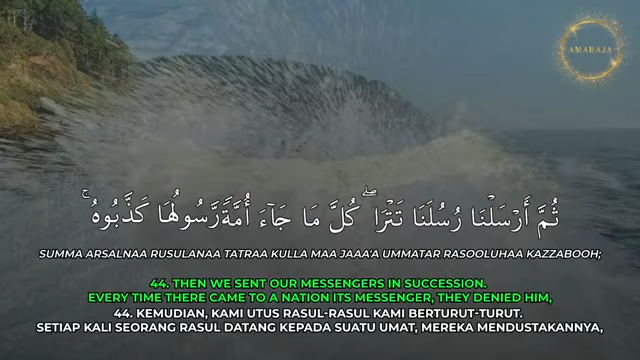 AMARAJA
ثُمَّ أَرْسَلْنَا رُسُلَنَا تَتْرَا ۖ كُلَّ مَا جَاءَ أُمَّةً رَّسُولُهَا كَذَّبُوهُ ۚ
SUMMA ARSALNAA RUSULANAA TATRAA KULLA MAA JAAA'A UMMATAR RASOOLUHAA KAZZABOOH;
44. THEN WE SENT OUR MESSENGERS IN SUCCESSION.
EVERY TIME THERE CAME TO A NATION ITS MESSENGER, THEY DENIED HIM,
44. KEMUDIAN, KAMI UTUS RASUL-RASUL KAMI BERTURUT-TURUT.
SETIAP KALI SEORANG RASUL DATANG KEPADA SUATU UMAT, MEREKA MENDUSTAKANNYA,